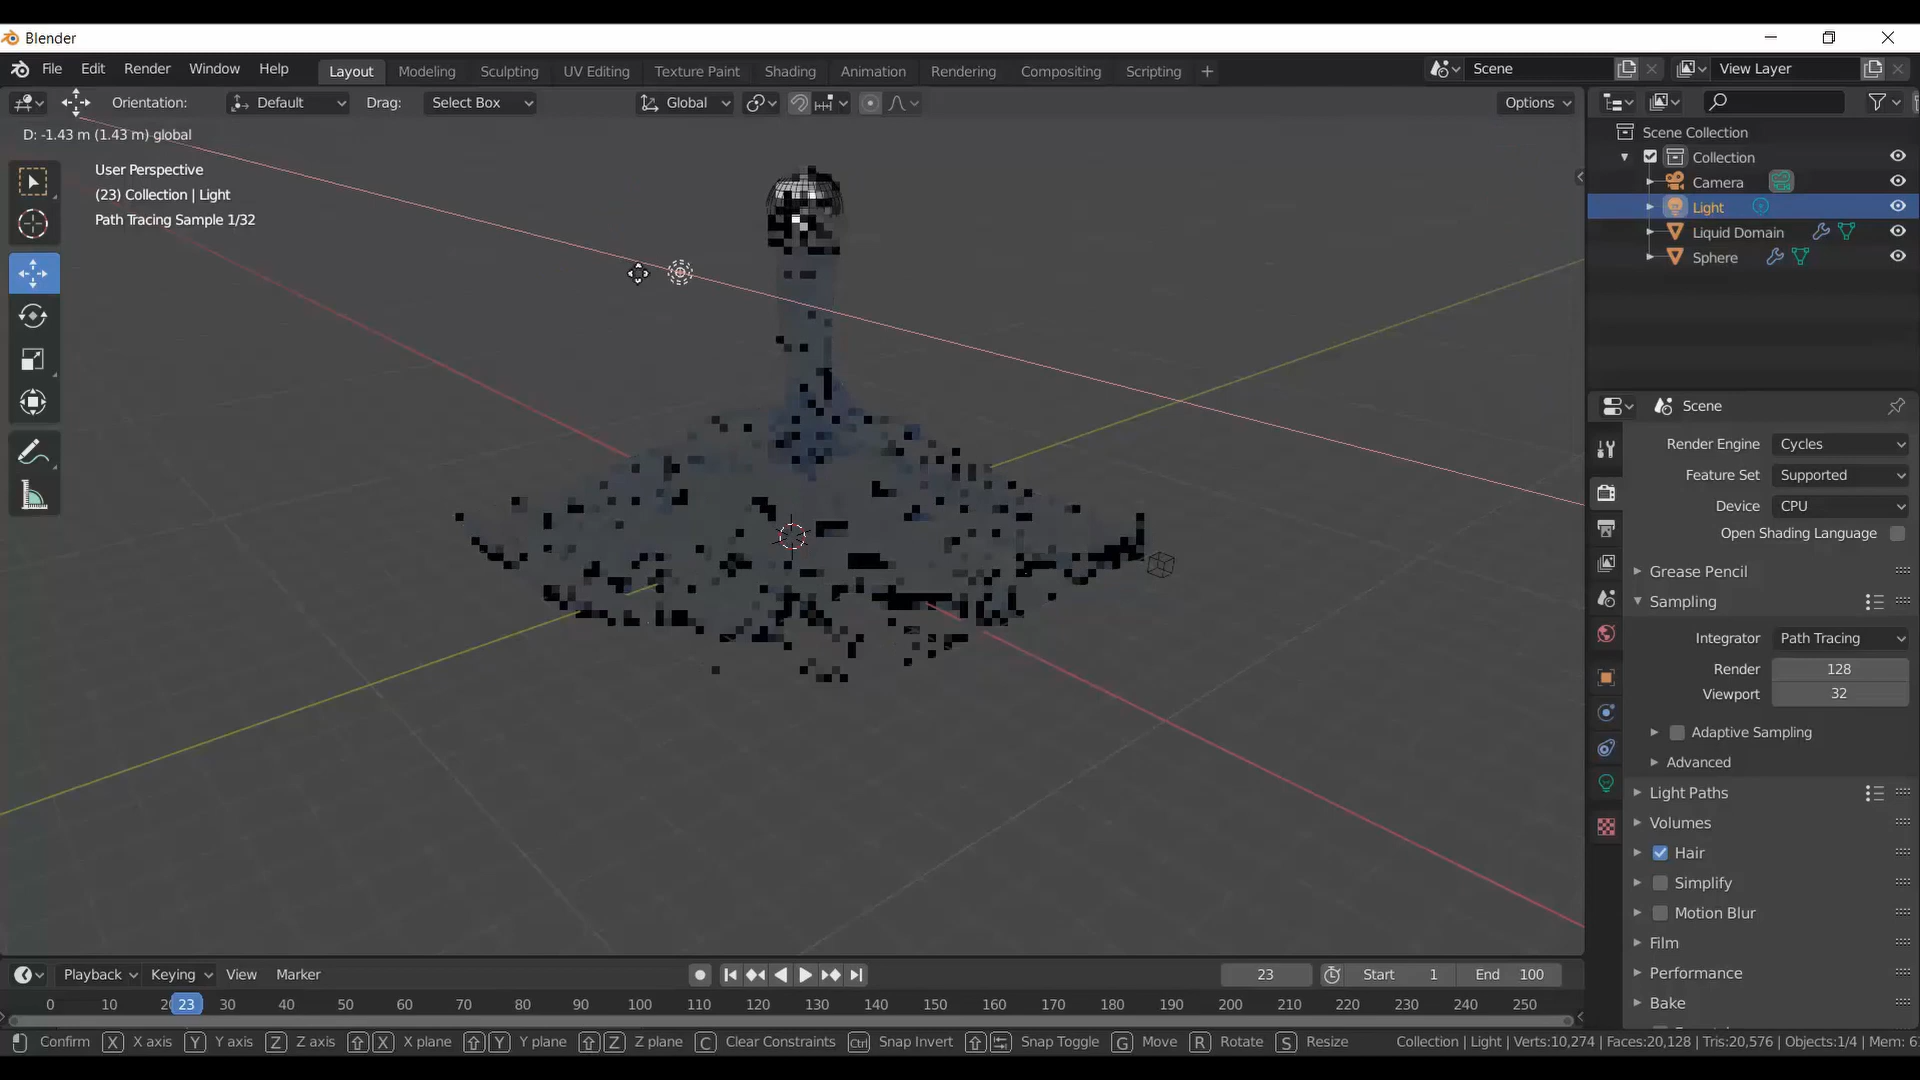 Blender
File Edit Render Window Help Layout Modeling Sculpting UV Editing Texture Paint Shading Animation Rendering Compositing Scripting + Scene View Layer
Orientation: Default Drag: Select Box Global Options
D: -1.43 m (1.43 m) global
User Perspective
(23) Collection | Light
Path Tracing Sample 1/32
Scene Collection
Collection
Camera
Light
Liquid Domain
Sphere
Scene
Render Engine Cycles
Feature Set Supported
Device CPU
Open Shading Language
Grease Pencil
Sampling
Integrator Path Tracing
Render 128
Viewport 32
Adaptive Sampling
Advanced
Light Paths
Volumes
Hair
Simplify
Motion Blur
Film
Performance
Bake
Playback Keying View Marker 23 Start 1 End 100
0 10 23 30 40 50 60 70 80 90 100 110 120 130 140 150 160 170 180 190 200 210 220 230 240 250
Confirm X X axis Y Y axis Z Z axis X X plane Y Y plane Z Z plane C Clear Constraints Ctrl Snap Invert Snap Toggle G Move R Rotate S Resize Collection | Light | Verts:10,274 | Faces:20,128 | Tris:20,576 | Objects:1/4 | Mem: 6